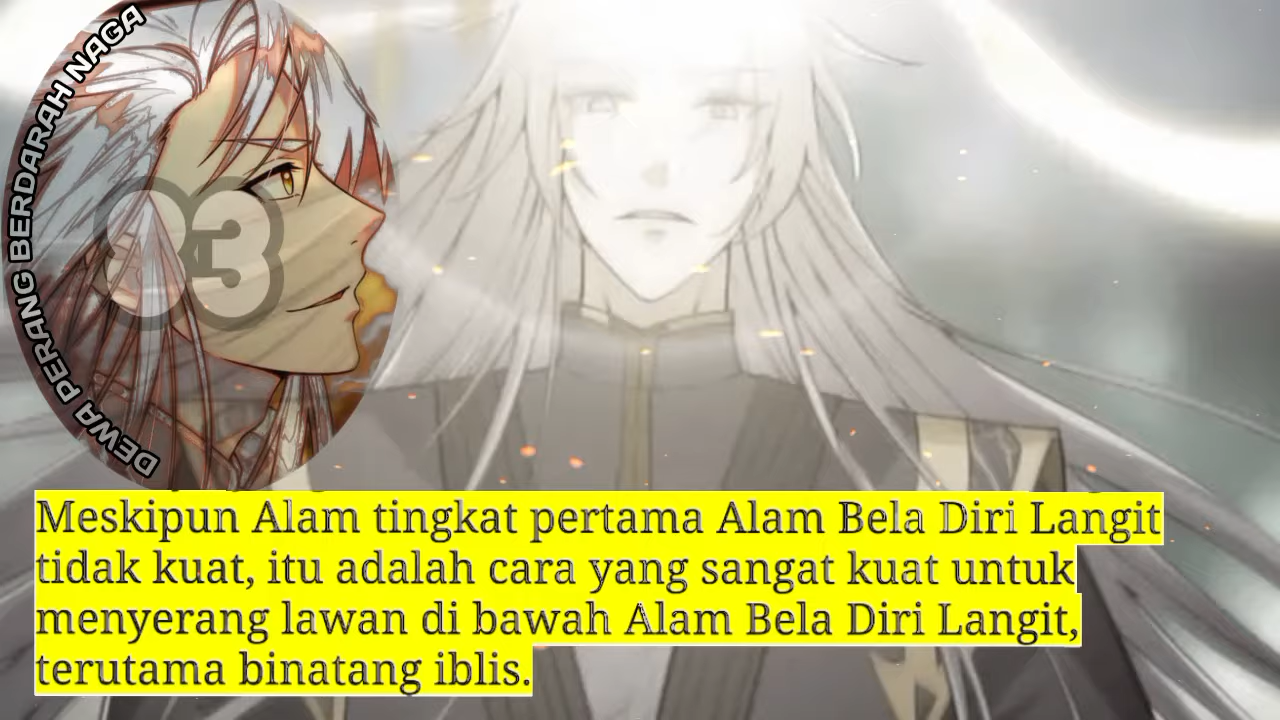 DEWA PERANG BERDARAH NAGA
Meskipun Alam tingkat pertama Alam Bela Diri Langit
tidak kuat, itu adalah cara yang sangat kuat untuk
menyerang lawan di bawah Alam Bela Diri Langit,
terutama binatang iblis.